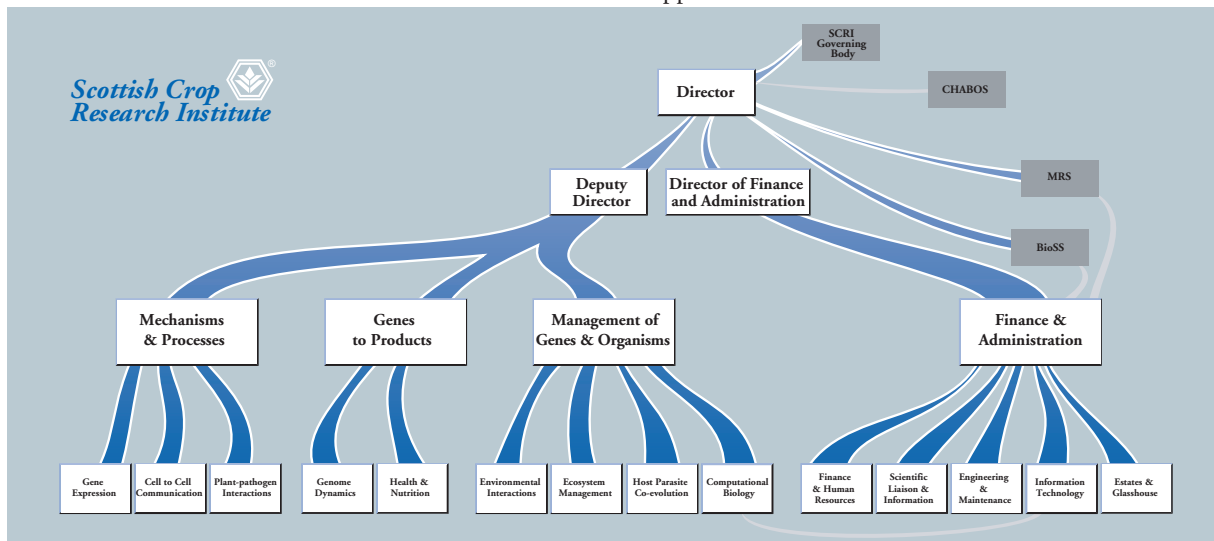 SCRI
Governing
Body
Scottish Crop
Research Institute
®
Director
CHABOS
MRS
Deputy
Director
Director of Finance
and Administration
BioSS
Mechanisms
& Processes
Genes
to Products
Management of
Genes & Organisms
Finance &
Administration
Gene
Expression
Cell to Cell
Communication
Plant-pathogen
Interactions
Genome
Dynamics
Health &
Nutrition
Environmental
Interactions
Ecosystem
Management
Host Parasite
Co-evolution
Computational
Biology
Finance
& Human
Resources
Scientific
Liaison &
Information
Engineering
&
Maintenance
Information
Technology
Estates &
Glasshouse